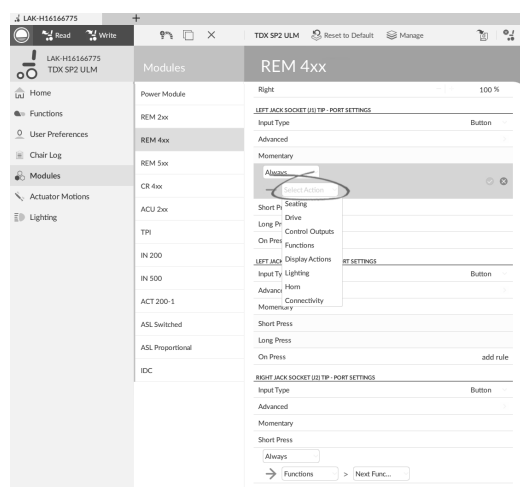 LAK-H16166775
+
Read
Write
TDX SP2 ULM
Reset to Default
Manage
LAK-H16166775
TDX SP2 ULM
Home
Functions
User Preferences
Chair Log
Modules
Actuator Motions
Lighting
Modules
Power Module
REM 2xx
REM 4xx
REM 5xx
CR 4xx
ACU 2xx
TPI
IN 200
IN 500
ACT 200-1
ASL Switched
ASL Proportional
IDC
REM 4xx
Right 100 %
LEFT JACK SOCKET (J1) TIP - PORT SETTINGS
Input Type Button
Advanced
Momentary
Always
Select Action
Seating
Drive
Control Outputs
Functions
Display Actions
Lighting
Horn
Connectivity
Short P
Long Pr
On Pres
LEFT JACK RT SETTINGS
Input Ty Button
Advanc
Momentary
Short Press
Long Press
On Press add rule
RIGHT JACK SOCKET (J2) TIP - PORT SETTINGS
Input Type Button
Advanced
Momentary
Short Press
Always
Functions > Next Func...